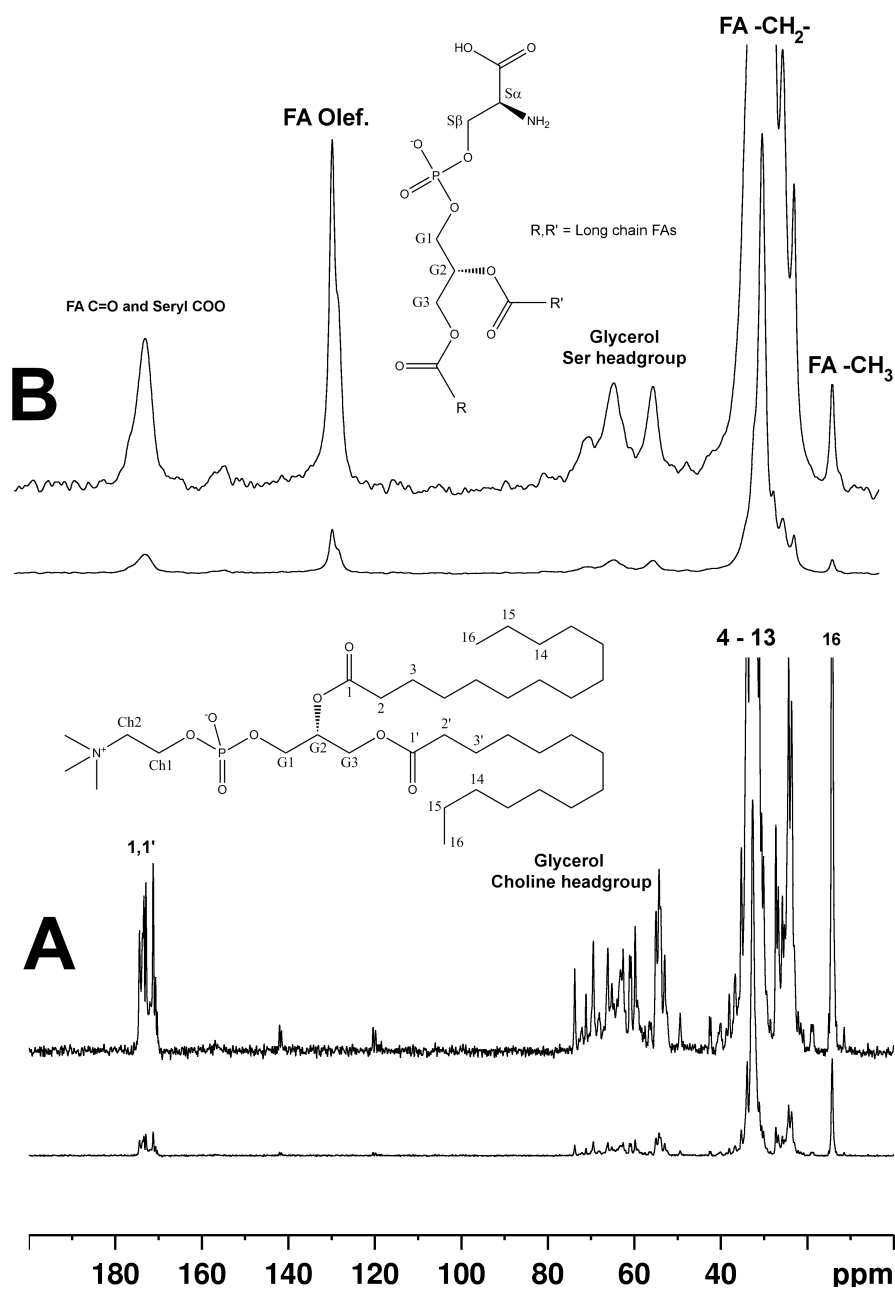 FA -CH2-
HO
O
Sα
FA Olef.
Sβ
NH2
-O
O
P
O
O
G1
R,R' = Long chain FAs
G2
O
G3
R'
FA C=O and Seryl COO
O
O
Glycerol
Ser headgroup
O
FA -CH3
B
R
15
16
14
4 - 13
16
O
3
1
2
O
Ch2
-O
2'
N+
O
P
O
G2
O
1'
3'
Ch1
G1
G3
O
O
14
15
16
1,1'
Glycerol
Choline headgroup
A
180
160
140
120
100
80
60
40
ppm